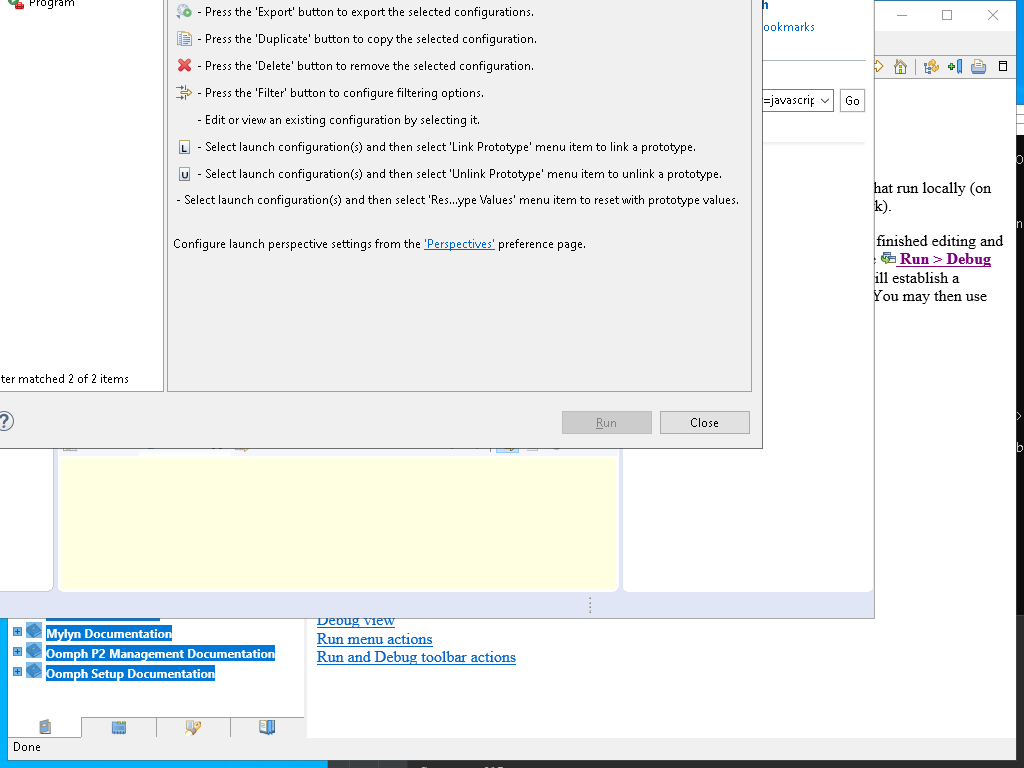 Program
- Press the 'Export' button to export the selected configurations.
- Press the 'Duplicate' button to copy the selected configuration.
- Press the 'Delete' button to remove the selected configuration.
- Press the 'Filter' button to configure filtering options.
- Edit or view an existing configuration by selecting it.
L - Select launch configuration(s) and then select 'Link Prototype' menu item to link a prototype.
U - Select launch configuration(s) and then select 'Unlink Prototype' menu item to unlink a prototype.
- Select launch configuration(s) and then select 'Res...ype Values' menu item to reset with prototype values.
Configure launch perspective settings from the 'Perspectives' preference page.
ter matched 2 of 2 items
?
Run
Close
h
ookmarks
=javascrip
Go
hat run locally (on
k).
finished editing and
Run > Debug
ill establish a
You may then use
Mylyn Documentation
Oomph P2 Management Documentation
Oomph Setup Documentation
Debug view
Run menu actions
Run and Debug toolbar actions
Done